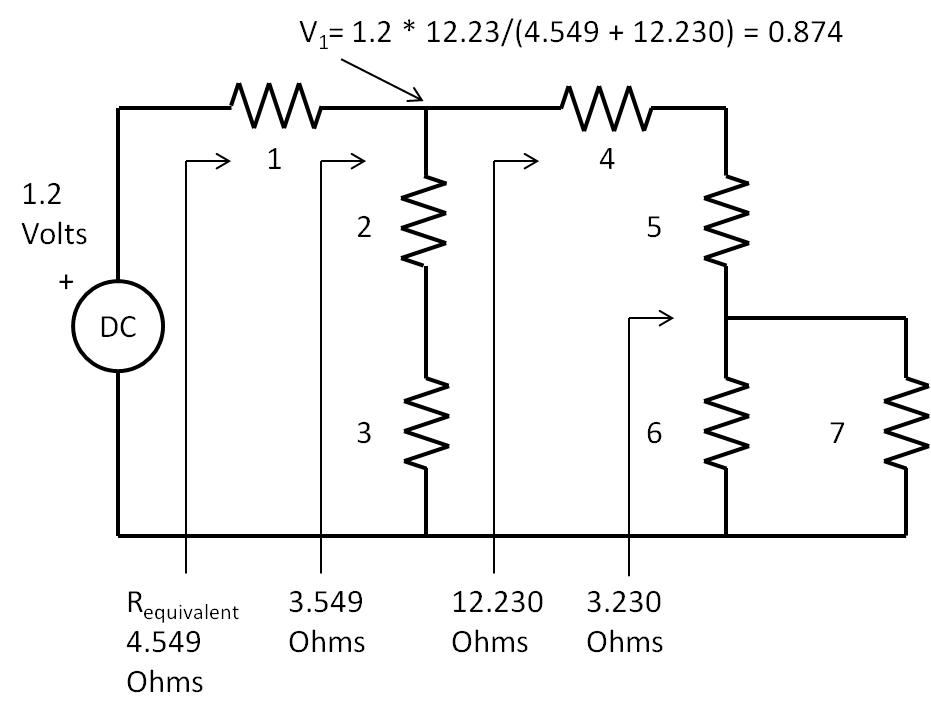 V₁= 1.2 * 12.23/(4.549 + 12.230) = 0.874
1
4
1.2
Volts
2
5
+
DC
3
6
7
Requivalent
4.549
Ohms
3.549
Ohms
12.230
Ohms
3.230
Ohms